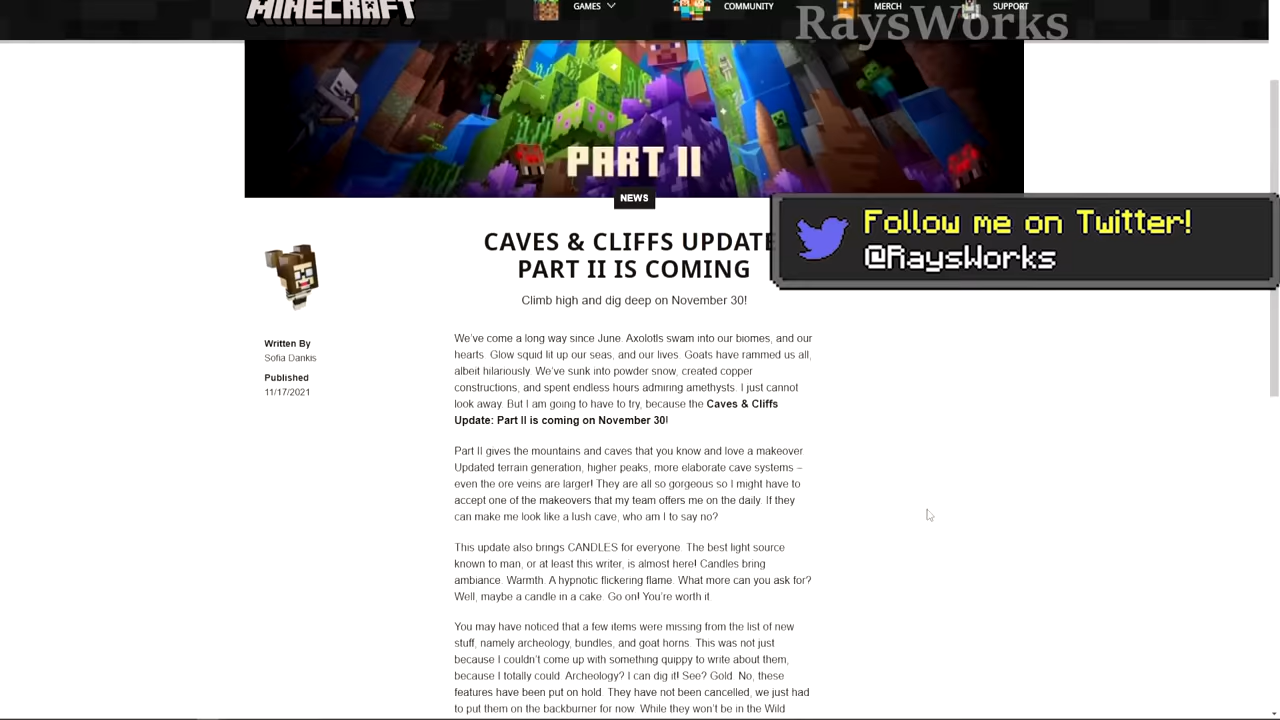 MINECRAFT
GAMES
COMMUNITY
MERCH
SUPPORT
RaysWorks
PART II
NEWS
Follow me on Twitter!
@RaysWorks
CAVES & CLIFFS UPDATE
PART II IS COMING
Climb high and dig deep on November 30!
Written By
Sofia Dankis
Published
11/17/2021
We've come a long way since June. Axolotls swam into our biomes, and our
hearts. Glow squid lit up our seas, and our lives. Goats have rammed us all,
albeit hilariously. We've sunk into powder snow, created copper
constructions, and spent endless hours admiring amethysts. I just cannot
look away. But I am going to have to try, because the Caves & Cliffs
Update: Part II is coming on November 30!
Part II gives the mountains and caves that you know and love a makeover
Updated terrain generation, higher peaks, more elaborate cave systems –
even the ore veins are larger! They are all so gorgeous so I might have to
accept one of the makeovers that my team offers me on the daily. If they
can make me look like a lush cave, who am I to say no?
This update also brings CANDLES for everyone. The best light source
known to man, or at least this writer, is almost here! Candles bring
ambiance. Warmth. A hypnotic flickering flame. What more can you ask for?
Well, maybe a candle in a cake. Go on! You're worth it.
You may have noticed that a few items were missing from the list of new
stuff, namely archeology, bundles, and goat horns. This was not just
because I couldn't come up with something quippy to write about them,
because I totally could. Archeology? I can dig it! See? Gold. No, these
features have been put on hold. They have not been cancelled, we just had
to put them on the backburner for now. While they won't be in the Wild